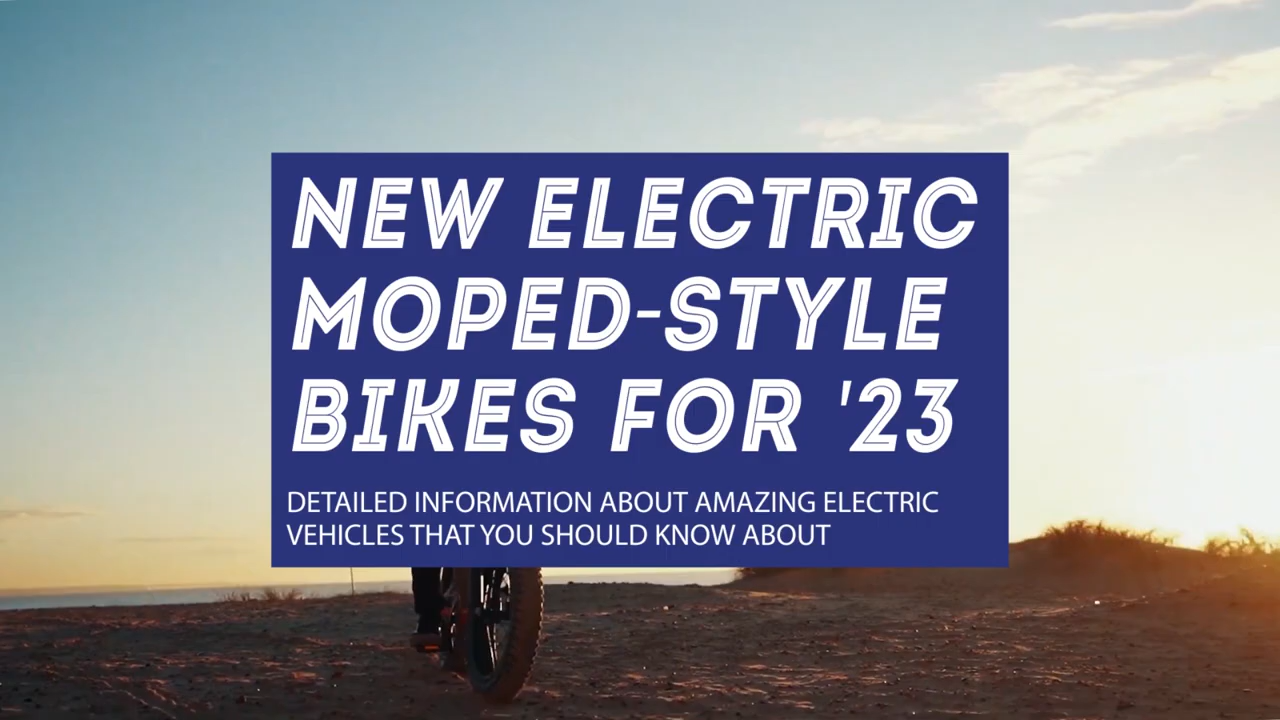 NEW ELECTRIC
MOPED-STYLE
BIKES FOR '23
DETAILED INFORMATION ABOUT AMAZING ELECTRIC
VEHICLES THAT YOU SHOULD KNOW ABOUT